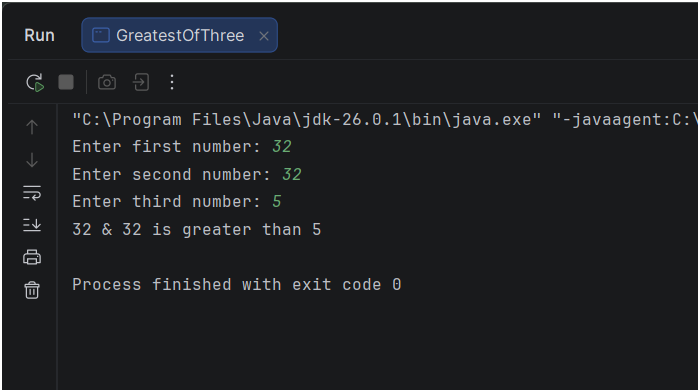 Run GreatestOfThree
"C:\Program Files\Java\jdk-26.0.1\bin\java.exe" "-javaagent:C:\
Enter first number: 32
Enter second number: 32
Enter third number: 5
32 & 32 is greater than 5
Process finished with exit code 0